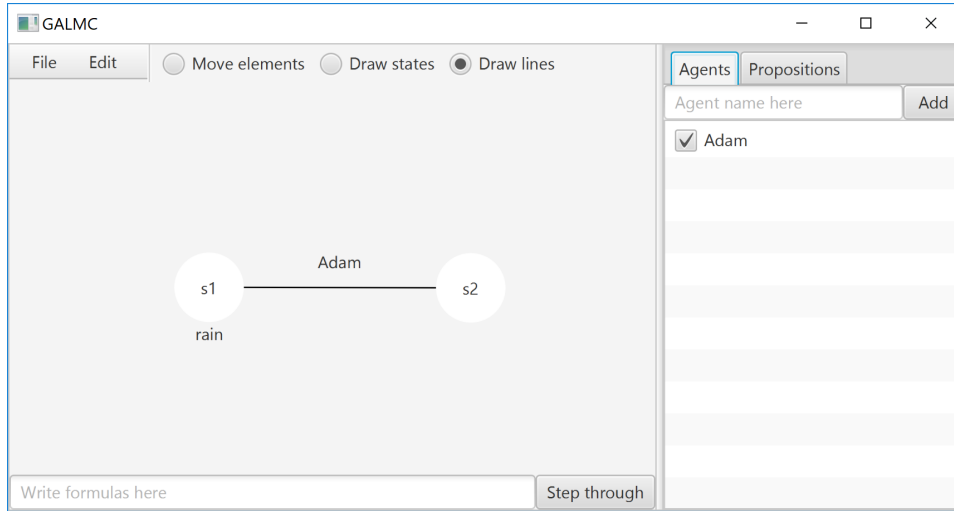 GALMC
File Edit Move elements Draw states Draw lines
Agents Propositions
Agent name here Add
Adam
Adam
s1 s2
rain
Write formulas here Step through